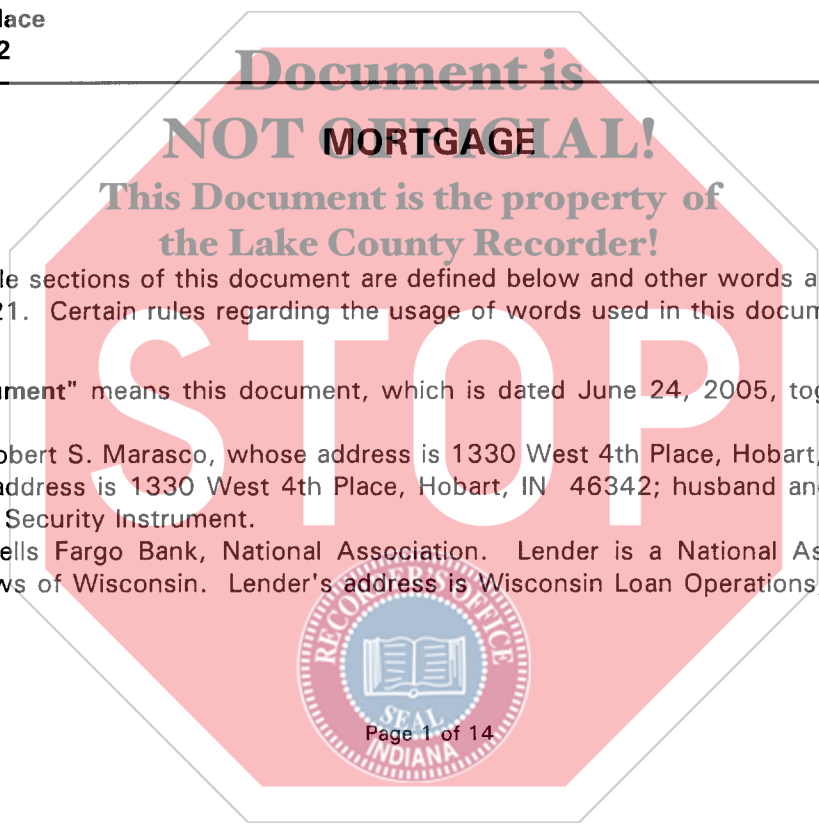 lace
2
Document is
NOT OFFICIAL!
MORTGAGE
This Document is the property of
the Lake County Recorder!
le sections of this document are defined below and other words a
21. Certain rules regarding the usage of words used in this docum
ument" means this document, which is dated June 24, 2005, tog
obert S. Marasco, whose address is 1330 West 4th Place, Hobart,
address is 1330 West 4th Place, Hobart, IN 46342; husband an
Security Instrument.
ells Fargo Bank, National Association. Lender is a National As
ws of Wisconsin. Lender's address is Wisconsin Loan Operations,
STOP
RECORDER'S OFFICE
SEAL
INDIANA
Page 1 of 14